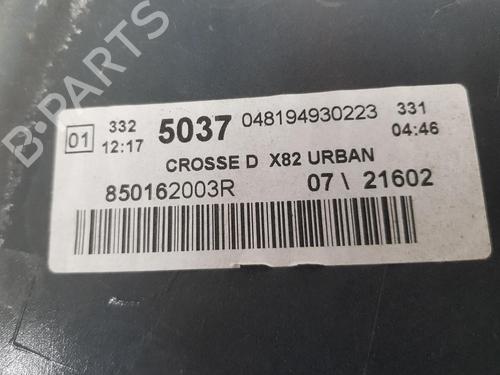 B-PARTS
01 332 12:17 5037 048194930223 331 04:46
CROSSE D X82 URBAN
850162003R 07 \ 21602